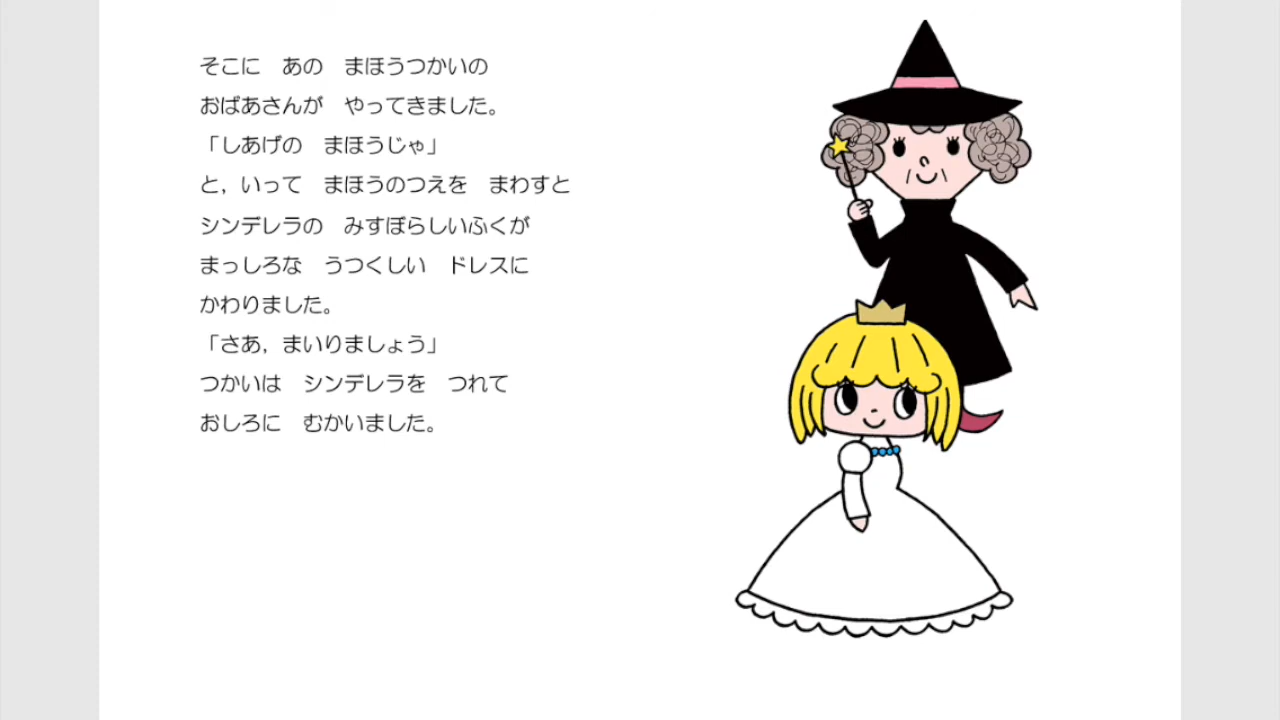 そこに　あの　まほうつかいの
おばあさんが　やってきました。
「しあげの　まほうじゃ」
と，いって　まほうのつえを　まわすと
シンデレラの　みすぼらしいふくが
まっしろな　うつくしい　ドレスに
かわりました。
「さあ，まいりましょう」
つかいは　シンデレラを　つれて
おしろに　むかいました。